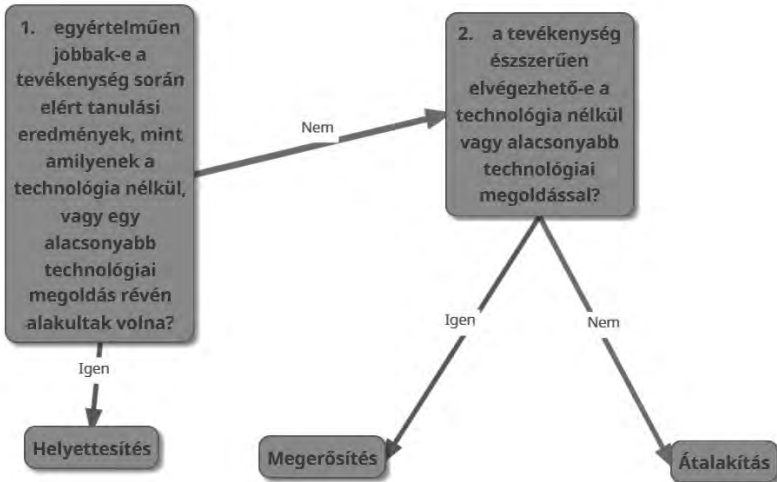 1. egyértelműen
jobbak-e a
tevékenység során
elért tanulási
eredmények, mint
amilyenek a
technológia nélkül,
vagy egy
alacsonyabb
technológiai
megoldás révén
alakultak volna?
Nem
2. a tevékenység
észszerűen
elvégezhető-e a
technológia nélkül
vagy alacsonyabb
technológiai
megoldással?
Igen
Igen
Nem
Helyettesítés
Megerősítés
Átalakítás